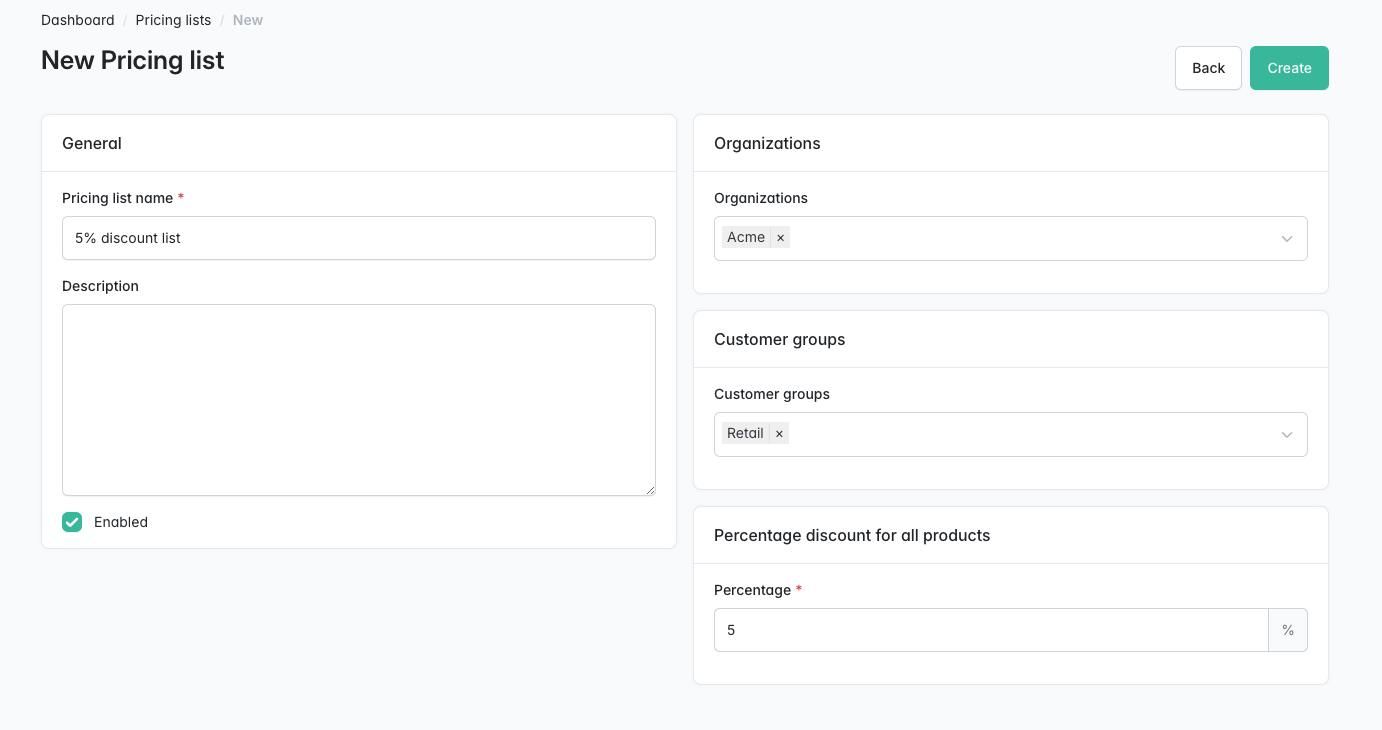 Dashboard / Pricing lists / New
New Pricing list
Back
Create
General
Pricing list name *
5% discount list
Description
Enabled
Organizations
Organizations
Acme ×
Customer groups
Customer groups
Retail ×
Percentage discount for all products
Percentage *
5
%